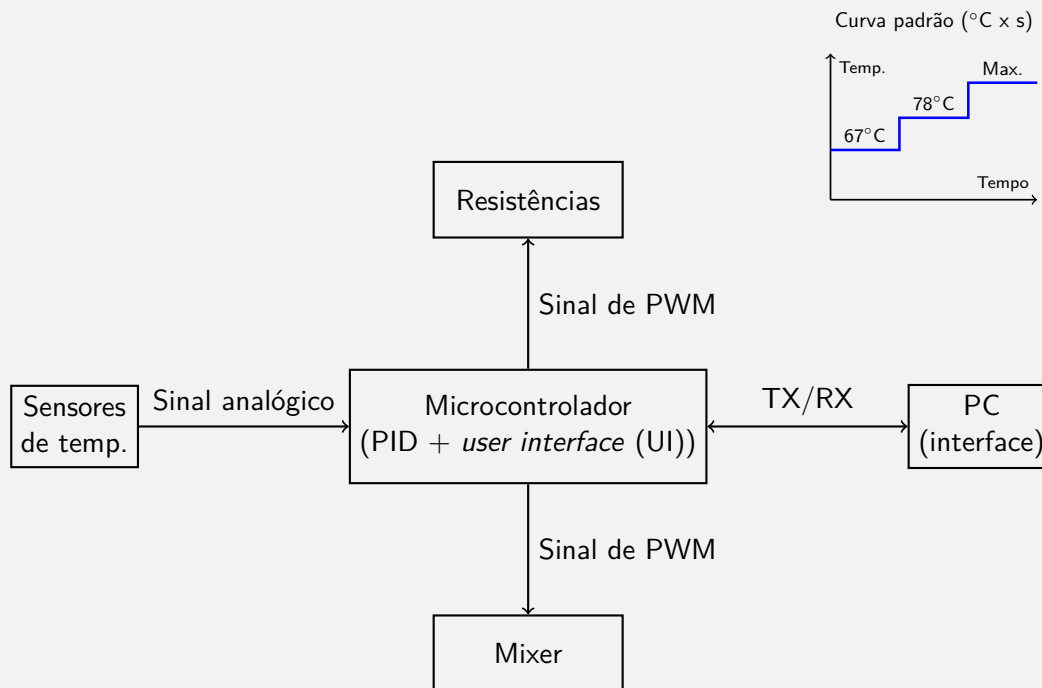 Curva padrão (°C x s)
Temp.
Max.
78°C
67°C
Tempo
Resistências
Sinal de PWM
Sensores
de temp.
Sinal analógico
Microcontrolador
(PID + user interface (UI))
TX/RX
PC
(interface)
Sinal de PWM
Mixer